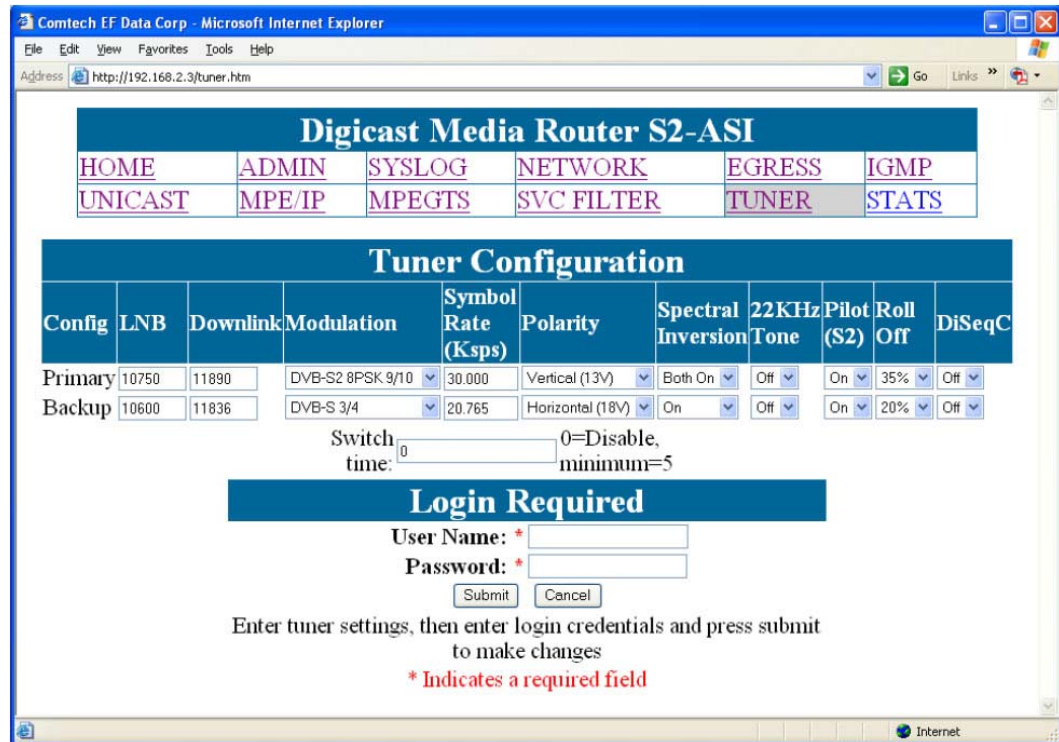 Comtech EF Data Corp - Microsoft Internet Explorer
File Edit View Favorites Tools Help
Address http://192.168.2.3/tuner.htm Go Links »
Digicast Media Router S2-ASI
HOME ADMIN SYSLOG NETWORK EGRESS IGMP
UNICAST MPE/IP MPEGTS SVC FILTER TUNER STATS
Tuner Configuration
Config LNB Downlink Modulation Symbol Rate (Ksps) Polarity Spectral Inversion 22KHz Tone Pilot (S2) Roll Off DiSeqC
Primary 10750 11890 DVB-S2 8PSK 9/10 30.000 Vertical (13V) Both On Off On 35% Off
Backup 10600 11836 DVB-S 3/4 20.765 Horizontal (18V) On Off On 20% Off
Switch time: 0 0=Disable, minimum=5
Login Required
User Name: *
Password: *
Submit Cancel
Enter tuner settings, then enter login credentials and press submit
to make changes
* Indicates a required field
Internet